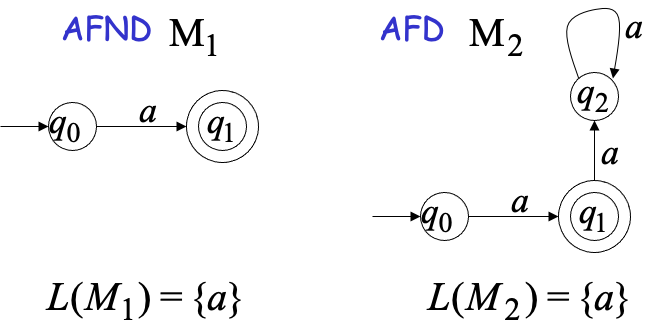 AFND M₁
q₀ a q₁
L(M₁) = {a}
AFD M₂
a
q₂
a
q₀ a q₁
L(M₂) = {a}